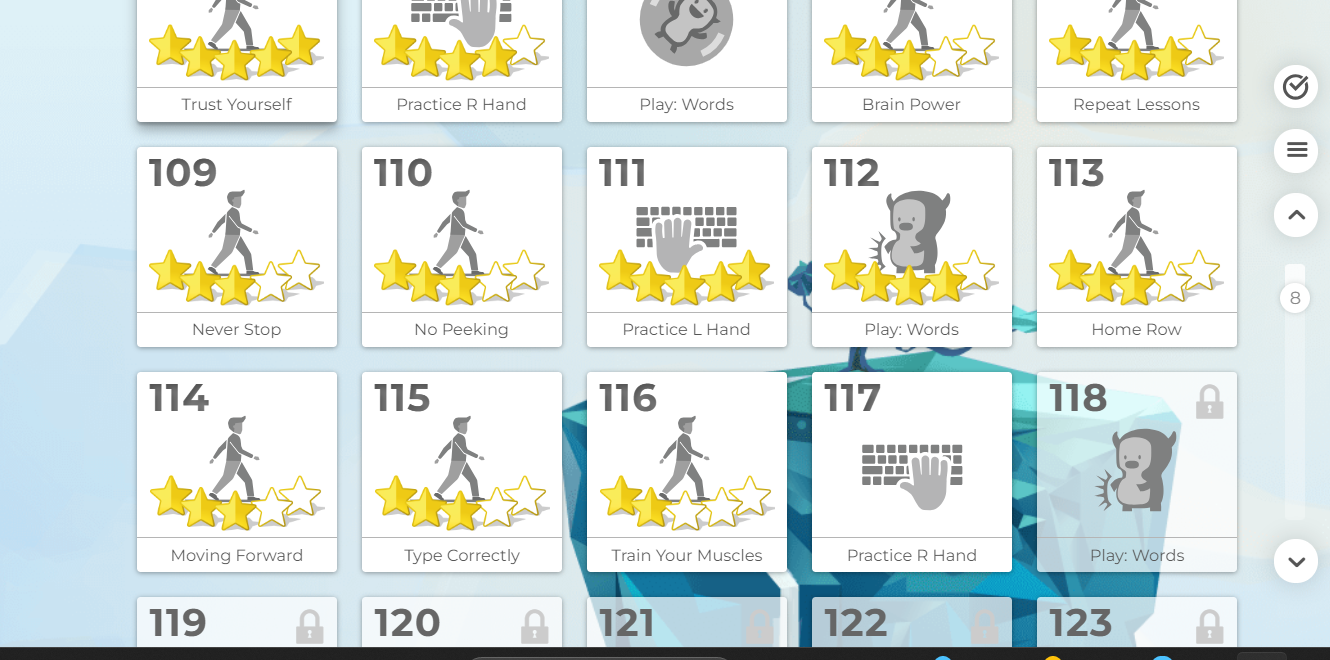 Trust Yourself
Practice R Hand
Play: Words
Brain Power
Repeat Lessons
109
110
111
112
113
Never Stop
No Peeking
Practice L Hand
Play: Words
Home Row
8
114
115
116
117
118
Moving Forward
Type Correctly
Train Your Muscles
Practice R Hand
Play: Words
119
120
121
122
123